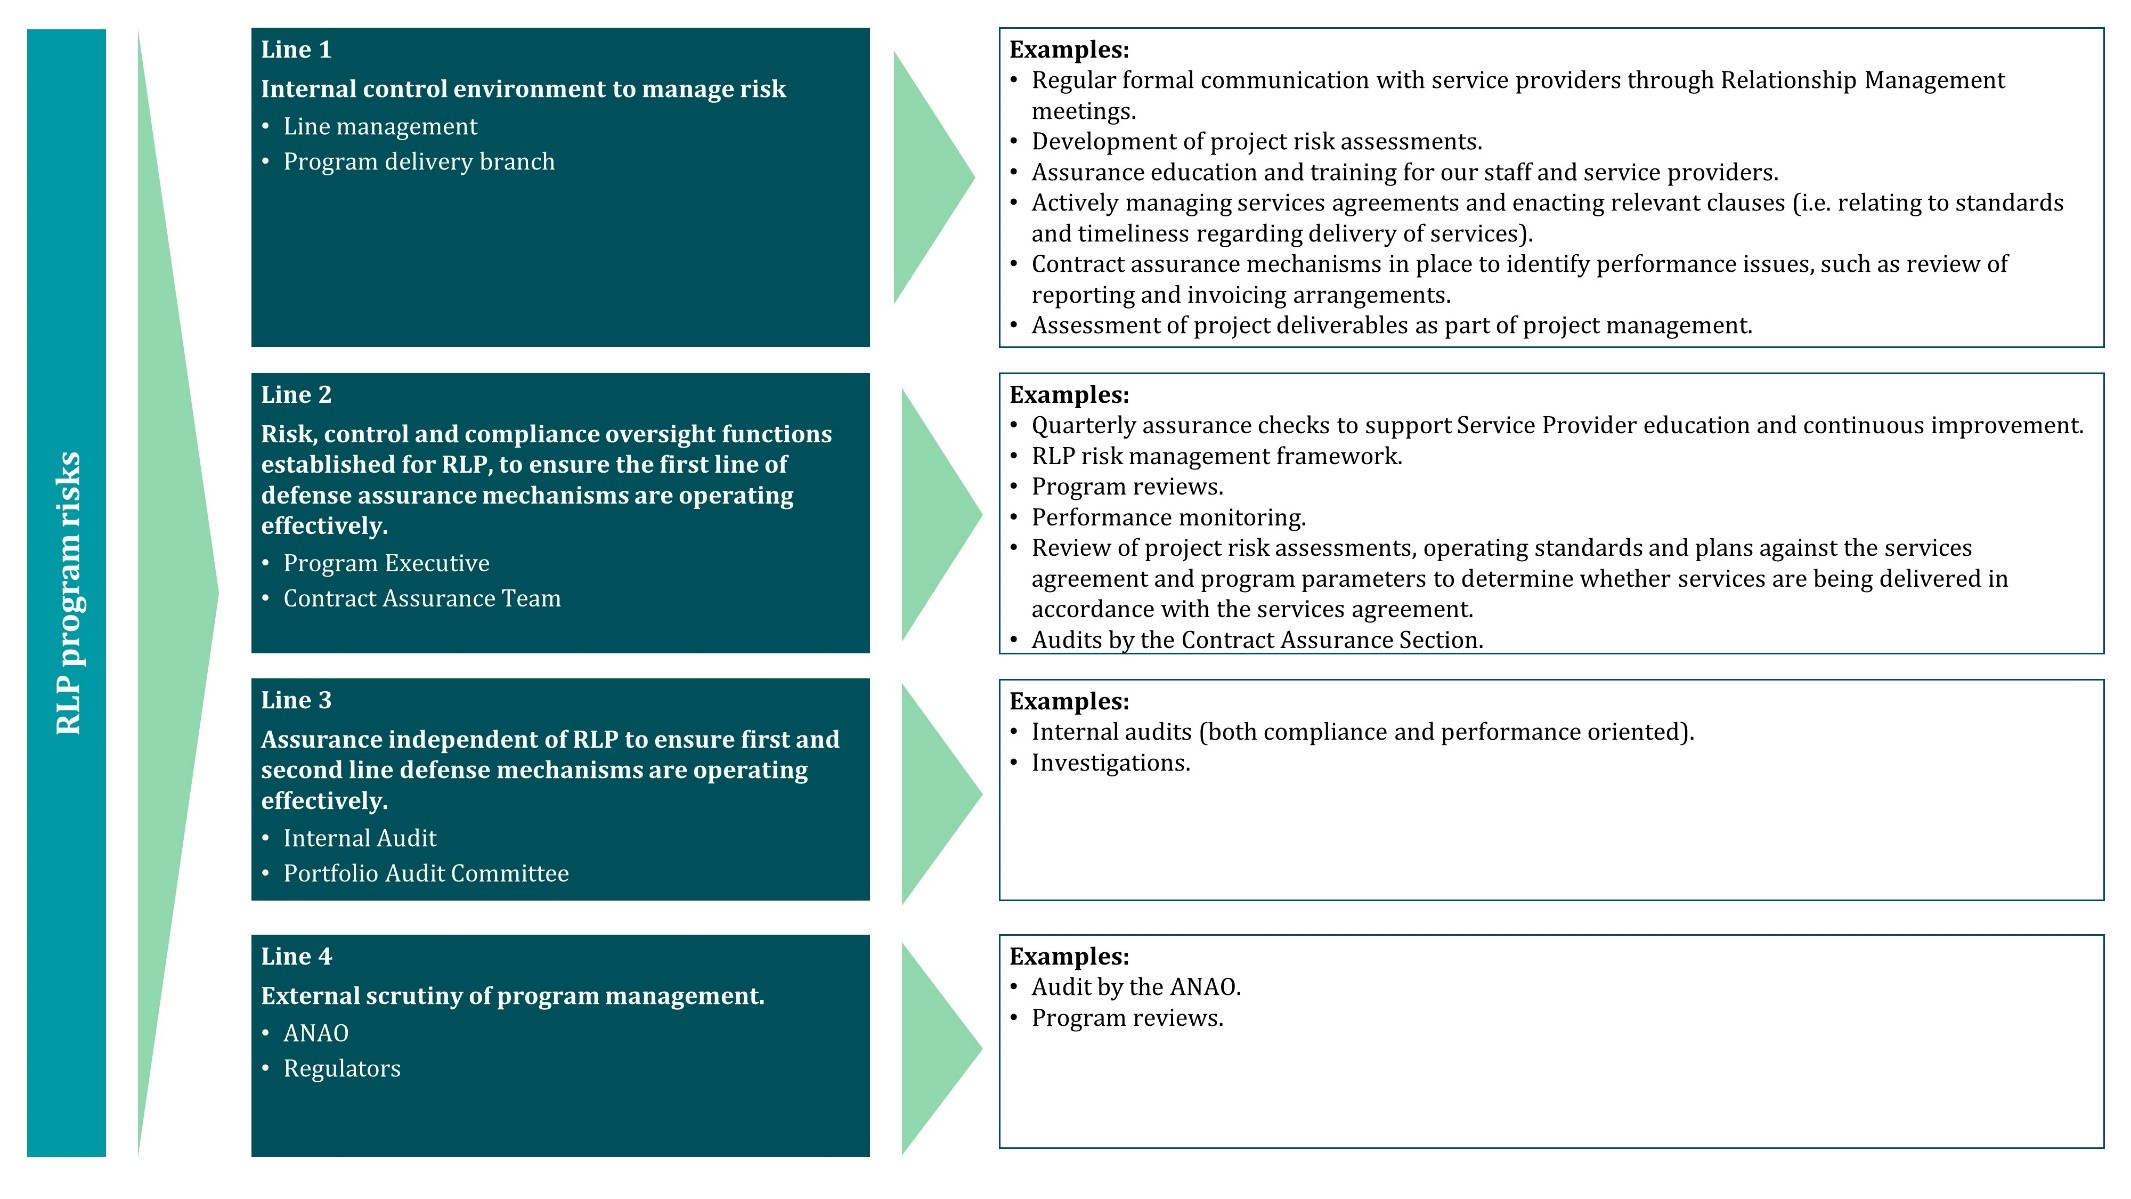 RLP program risks
Line 1
Internal control environment to manage risk
• Line management
• Program delivery branch
Examples:
• Regular formal communication with service providers through Relationship Management
meetings.
• Development of project risk assessments.
• Assurance education and training for our staff and service providers.
• Actively managing services agreements and enacting relevant clauses (i.e. relating to standards
and timeliness regarding delivery of services).
• Contract assurance mechanisms in place to identify performance issues, such as review of
reporting and invoicing arrangements.
• Assessment of project deliverables as part of project management.
Line 2
Risk, control and compliance oversight functions
established for RLP, to ensure the first line of
defense assurance mechanisms are operating
effectively.
• Program Executive
• Contract Assurance Team
Examples:
• Quarterly assurance checks to support Service Provider education and continuous improvement.
• RLP risk management framework.
• Program reviews.
• Performance monitoring.
• Review of project risk assessments, operating standards and plans against the services
agreement and program parameters to determine whether services are being delivered in
accordance with the services agreement.
• Audits by the Contract Assurance Section.
Line 3
Assurance independent of RLP to ensure first and
second line defense mechanisms are operating
effectively.
• Internal Audit
• Portfolio Audit Committee
Examples:
• Internal audits (both compliance and performance oriented).
• Investigations.
Line 4
External scrutiny of program management.
• ANAO
• Regulators
Examples:
• Audit by the ANAO.
• Program reviews.